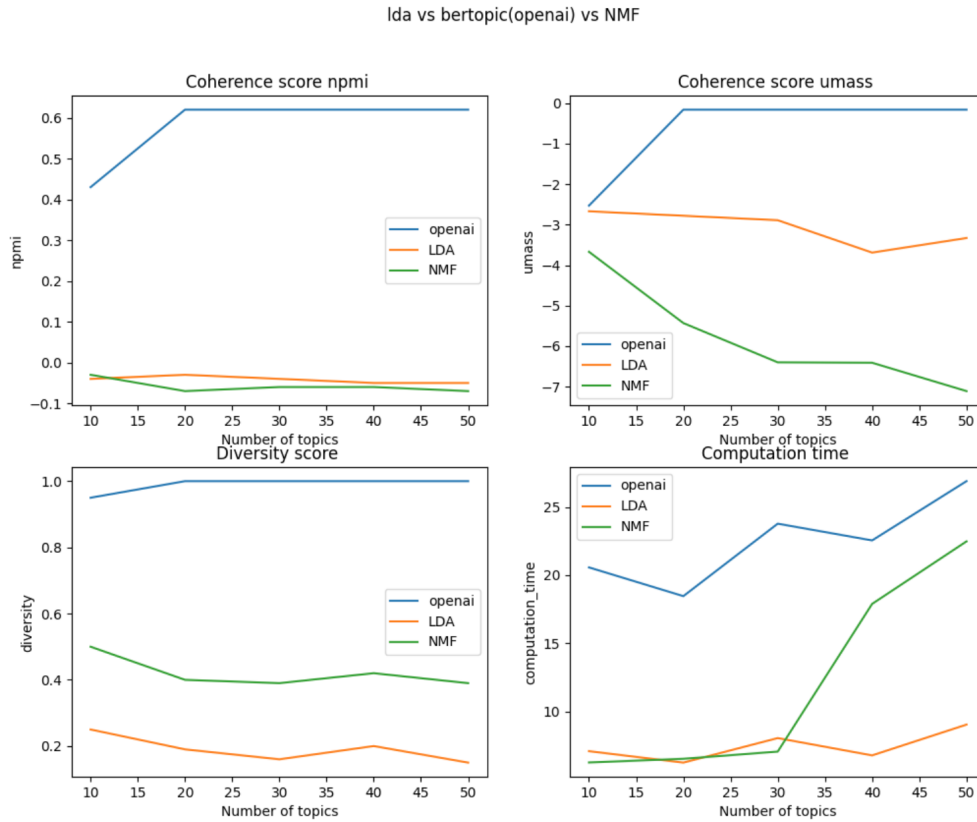 lda vs bertopic(openai) vs NMF
Coherence score npmi
0.6
0.5
0.4
0.3
0.2
0.1
0.0
−0.1
npmi
openai
LDA
NMF
10 15 20 25 30 35 40 45 50
Number of topics
Coherence score umass
0
−1
−2
−3
−4
−5
−6
−7
umass
openai
LDA
NMF
10 15 20 25 30 35 40 45 50
Number of topics
Diversity score
1.0
0.8
0.6
0.4
0.2
diversity
openai
LDA
NMF
10 15 20 25 30 35 40 45 50
Number of topics
Computation time
25
20
15
10
computation_time
openai
LDA
NMF
10 15 20 25 30 35 40 45 50
Number of topics